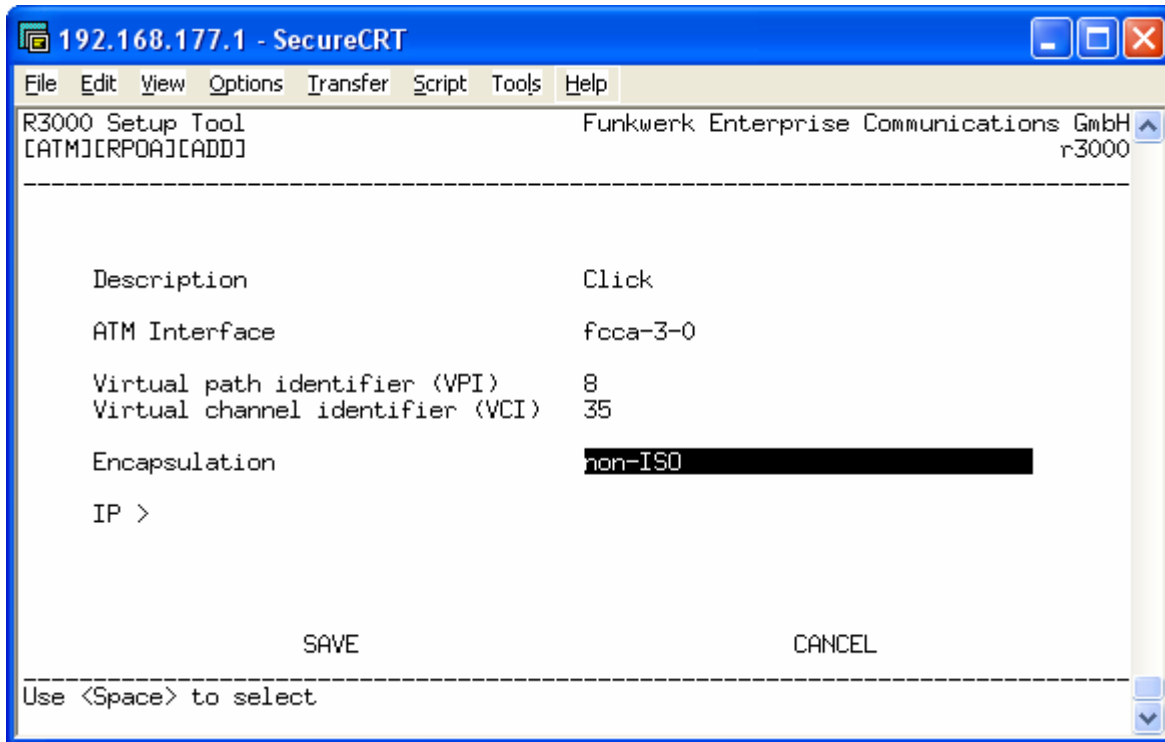 192.168.177.1 - SecureCRT
File Edit View Options Transfer Script Tools Help
R3000 Setup Tool Funkwerk Enterprise Communications GmbH
[ATM][RPOA][ADD] r3000
Description Click
ATM Interface fcca-3-0
Virtual path identifier (VPI) 8
Virtual channel identifier (VCI) 35
Encapsulation non-ISO
IP >
SAVE CANCEL
Use <Space> to select